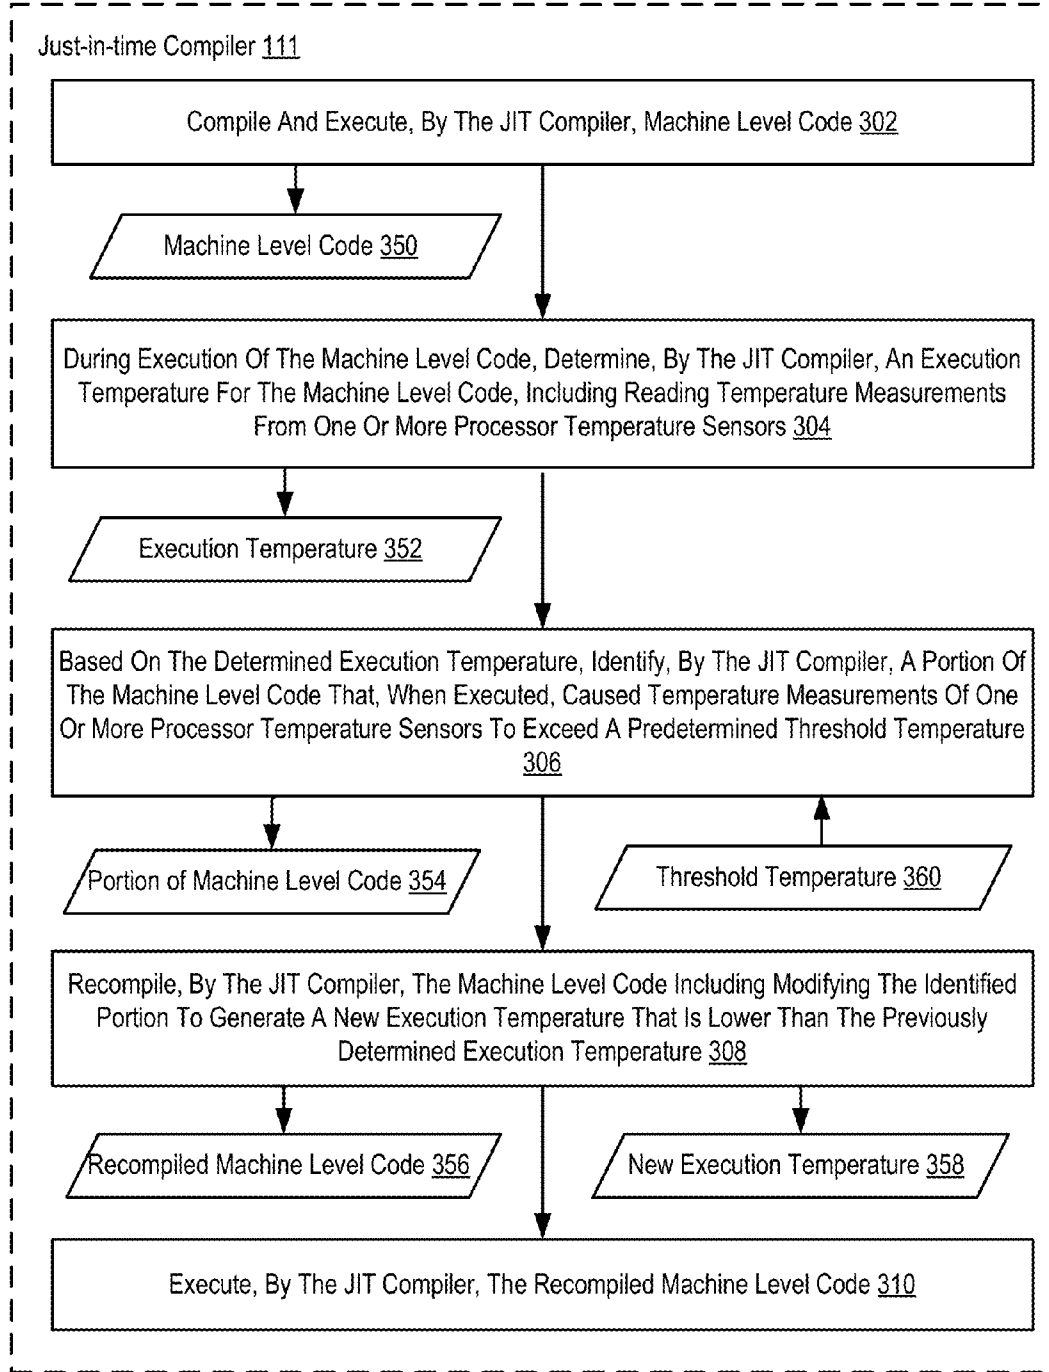 Just-in-time Compiler 111
Compile And Execute, By The JIT Compiler, Machine Level Code 302
Machine Level Code 350
During Execution Of The Machine Level Code, Determine, By The JIT Compiler, An Execution
Temperature For The Machine Level Code, Including Reading Temperature Measurements
From One Or More Processor Temperature Sensors 304
Execution Temperature 352
Based On The Determined Execution Temperature, Identify, By The JIT Compiler, A Portion Of
The Machine Level Code That, When Executed, Caused Temperature Measurements Of One
Or More Processor Temperature Sensors To Exceed A Predetermined Threshold Temperature
306
Portion of Machine Level Code 354
Threshold Temperature 360
Recompile, By The JIT Compiler, The Machine Level Code Including Modifying The Identified
Portion To Generate A New Execution Temperature That Is Lower Than The Previously
Determined Execution Temperature 308
Recompiled Machine Level Code 356
New Execution Temperature 358
Execute, By The JIT Compiler, The Recompiled Machine Level Code 310